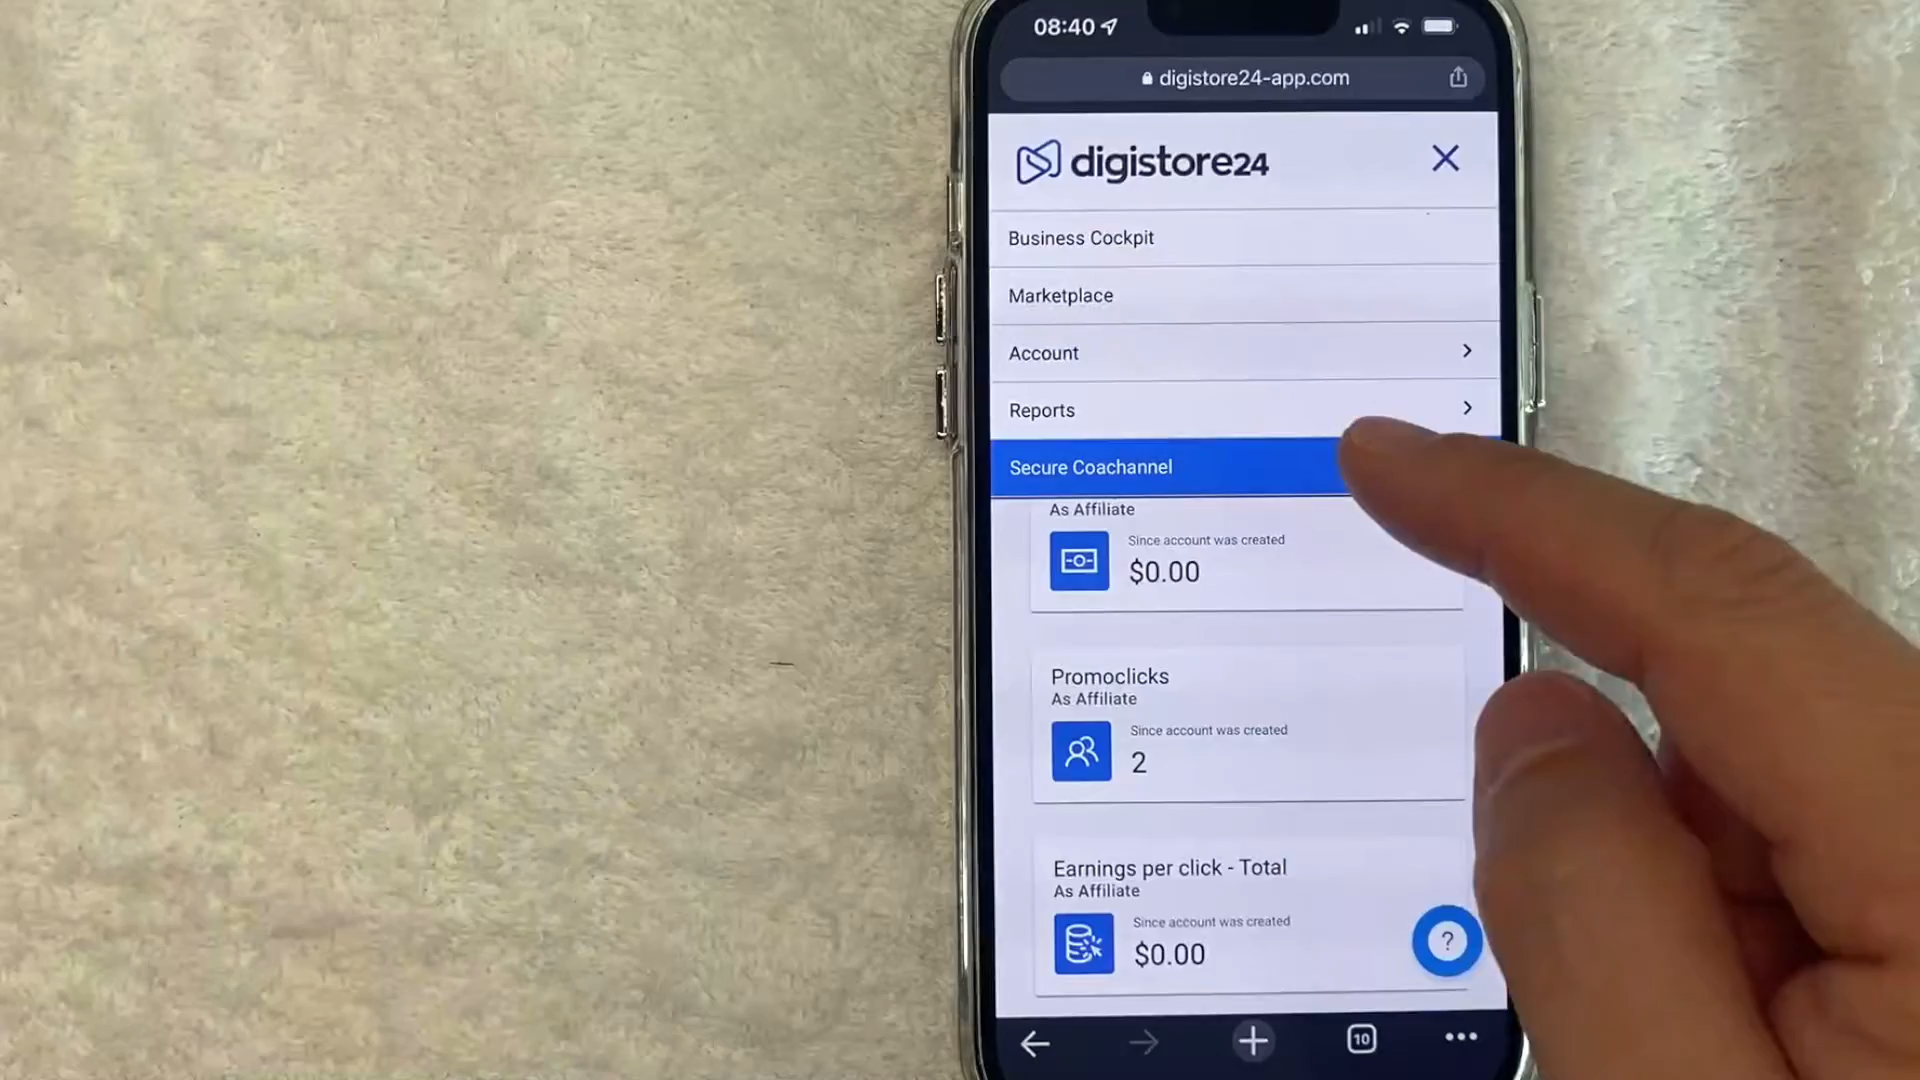 08:40
digistore24-app.com
digistore24
Business Cockpit
Marketplace
Account
Reports
Secure Coachannel
As Affiliate
Since account was created
$0.00
Promoclicks
As Affiliate
Since account was created
2
Earnings per click - Total
As Affiliate
Since account was created
$0.00
?
10